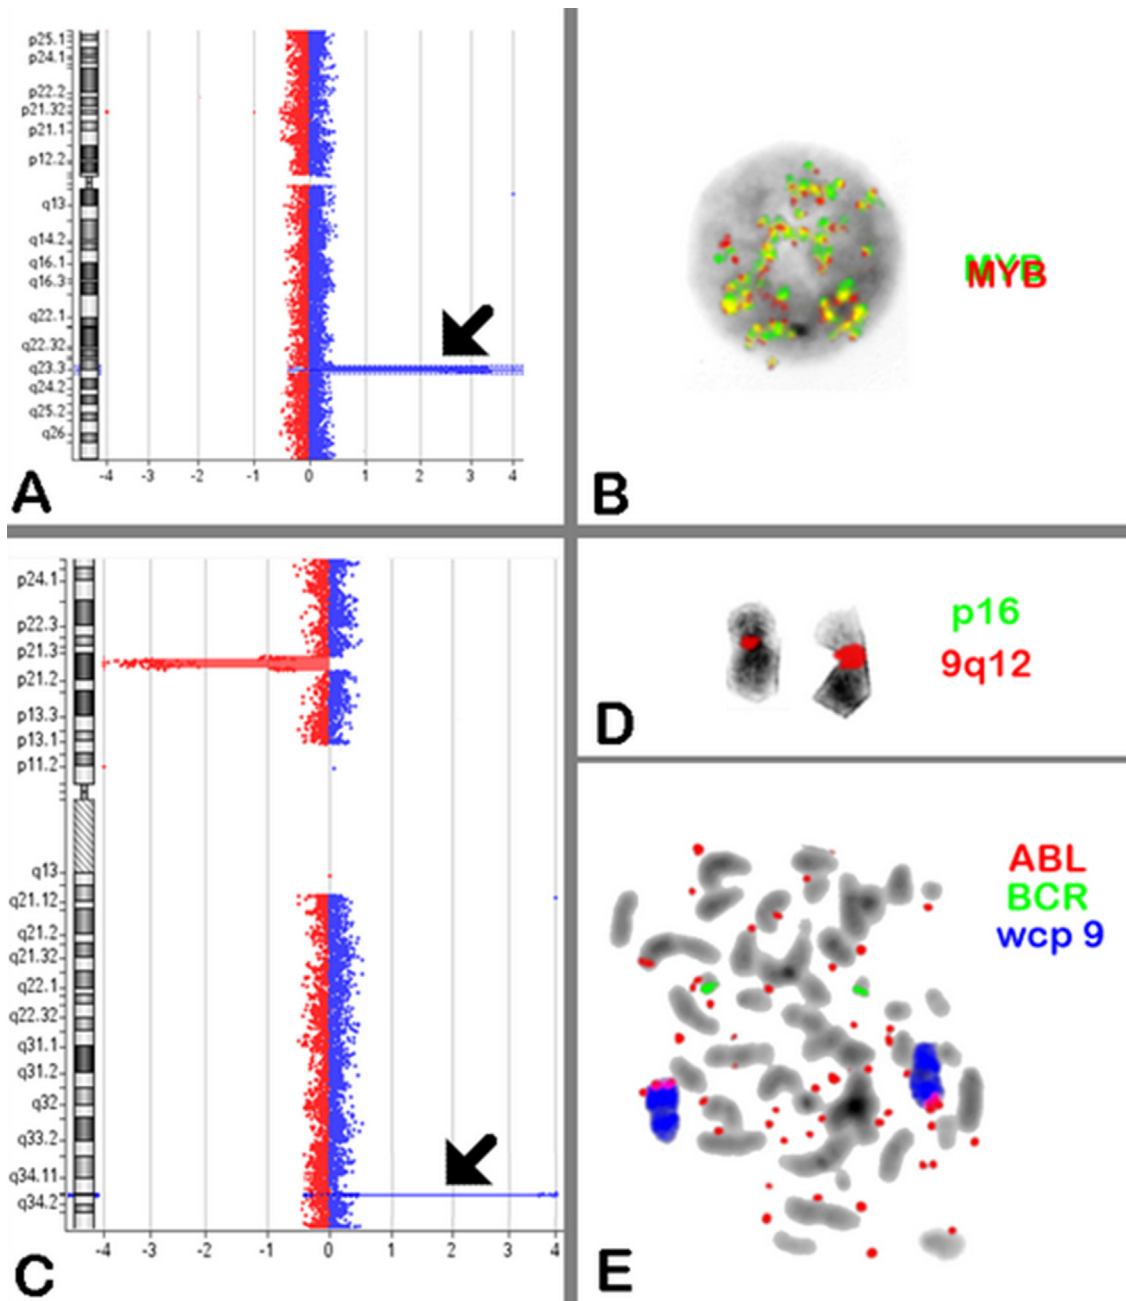 p25.1
p24.1
p22.2
p21.32
p21.1
p12.2
q13
q14.2
q16.1
q16.3
q22.1
q22.32
q23.3
q24.2
q25.2
q26
-4 -3 -2 -1 0 1 2 3 4
A
MYB
MYB
B
p24.1
p22.3
p21.3
p21.2
p13.3
p13.1
p11.2
q13
q21.12
q21.2
q21.32
q22.1
q22.32
q31.1
q31.2
q32
q33.2
q34.11
q34.2
-4 -3 -2 -1 0 1 2 3 4
C
p16
9q12
D
ABL
BCR
wcp 9
E